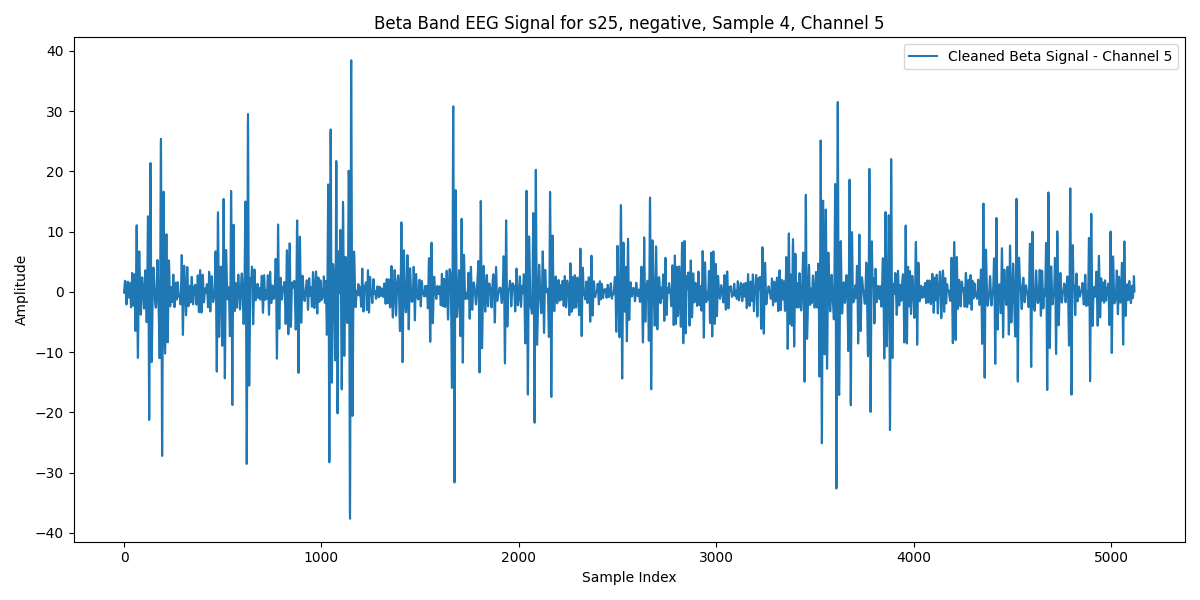 Beta Band EEG Signal for s25, negative, Sample 4, Channel 5
Cleaned Beta Signal - Channel 5
Amplitude
40
30
20
10
0
−10
−20
−30
−40
0 1000 2000 3000 4000 5000
Sample Index